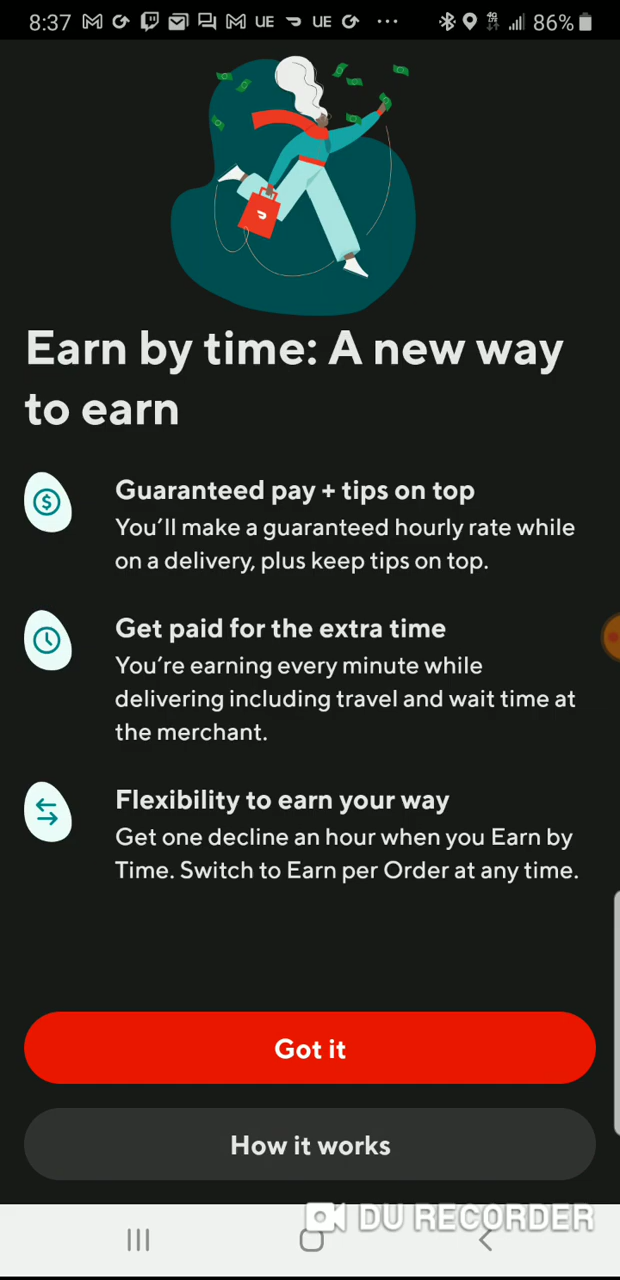 8:37 UE UE 86%
Earn by time: A new way
to earn
Guaranteed pay + tips on top
You'll make a guaranteed hourly rate while
on a delivery, plus keep tips on top.
Get paid for the extra time
You're earning every minute while
delivering including travel and wait time at
the merchant.
Flexibility to earn your way
Get one decline an hour when you Earn by
Time. Switch to Earn per Order at any time.
Got it
How it works
DU RECORDER